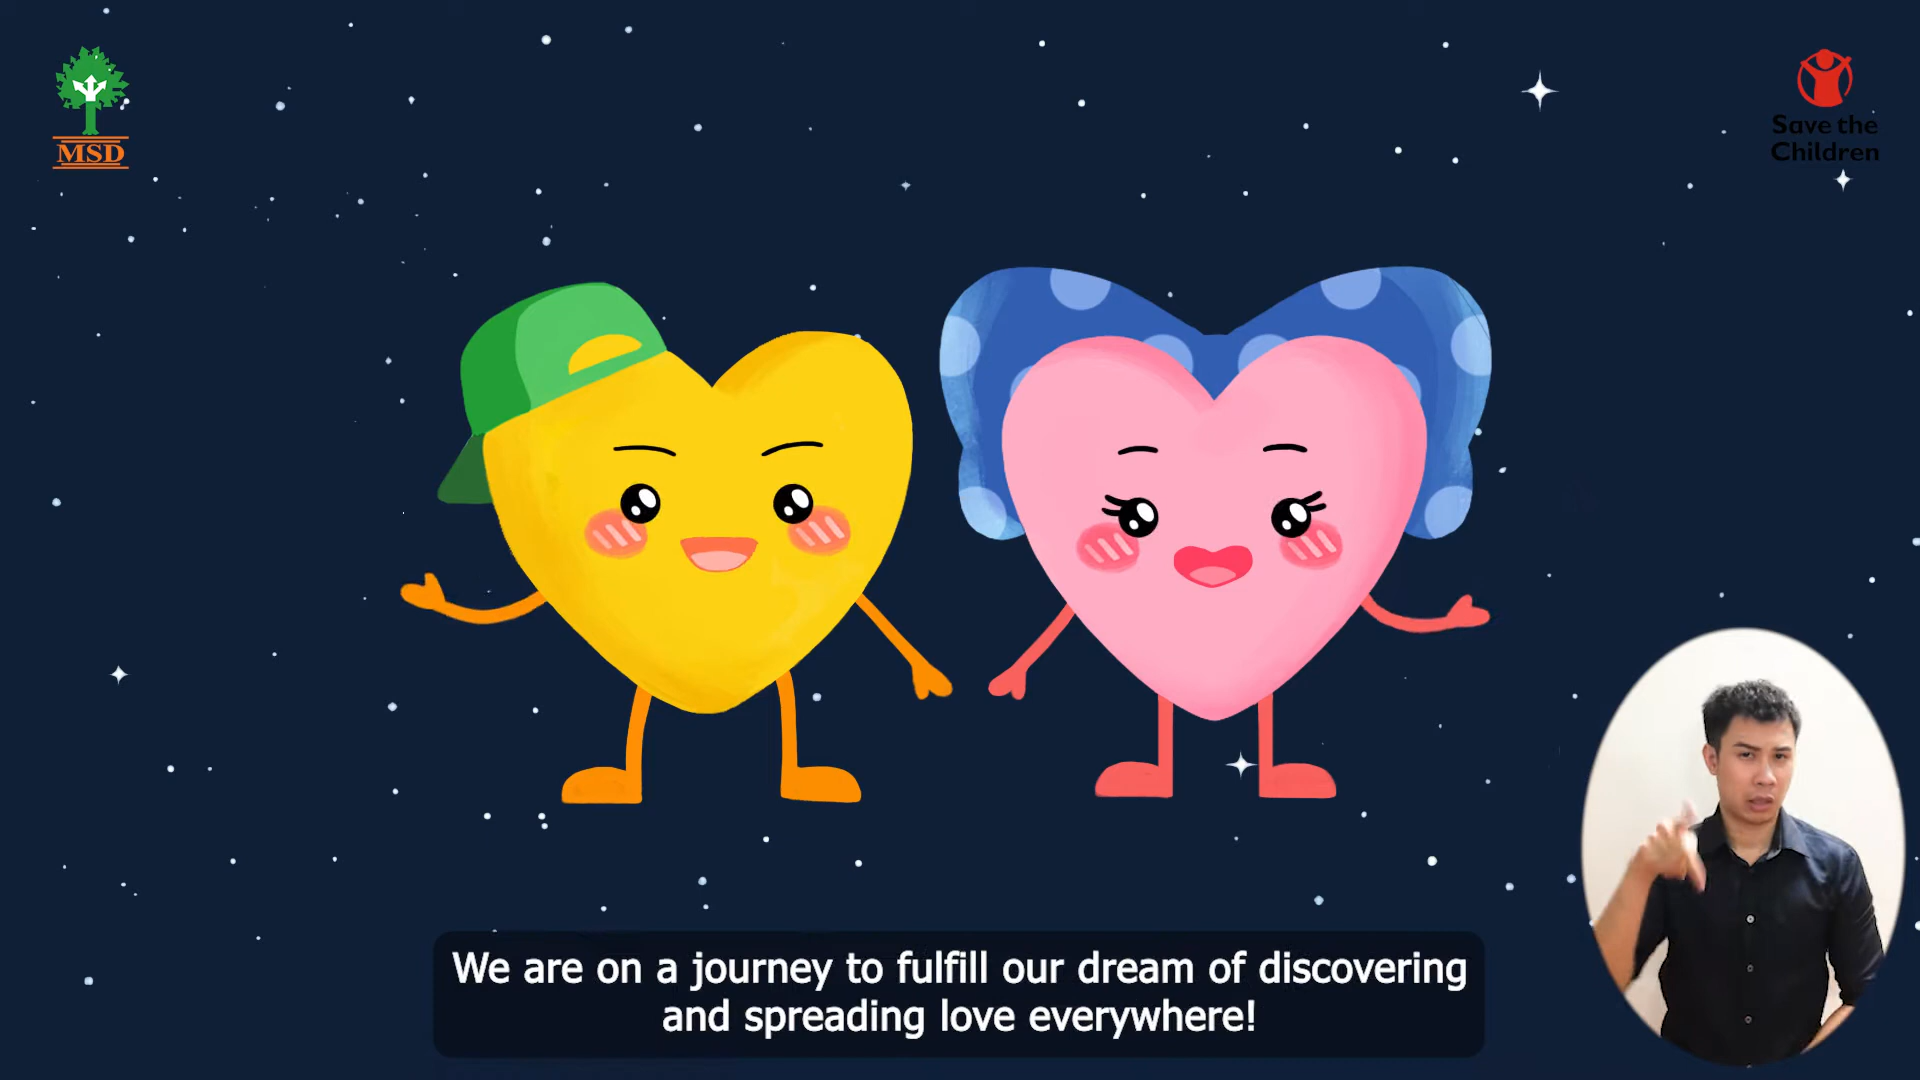 MSD
Save the
Children
We are on a journey to fulfill our dream of discovering
and spreading love everywhere!